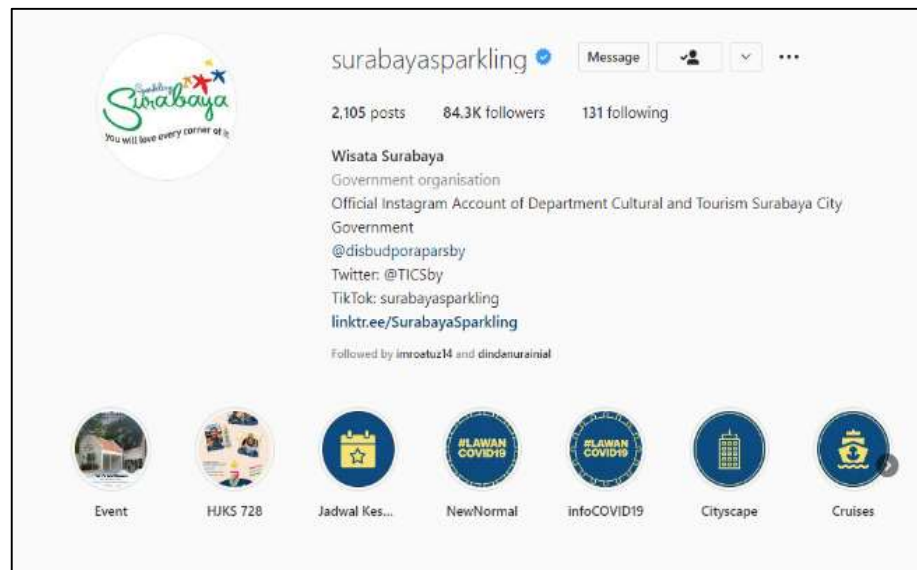 Sparkling
Surabaya
you will love every corner of it
surabayasparkling Message
2,105 posts 84.3K followers 131 following
Wisata Surabaya
Government organisation
Official Instagram Account of Department Cultural and Tourism Surabaya City
Government
@disbudporaparsby
Twitter: @TICSby
TikTok: surabayasparkling
linktr.ee/SurabayaSparkling
Followed by imroatuz14 and dindanurainial
#LAWAN
COVID19
#LAWAN
COVID19
Event HJKS 728 Jadwal Kes... NewNormal infoCOVID19 Cityscape Cruises